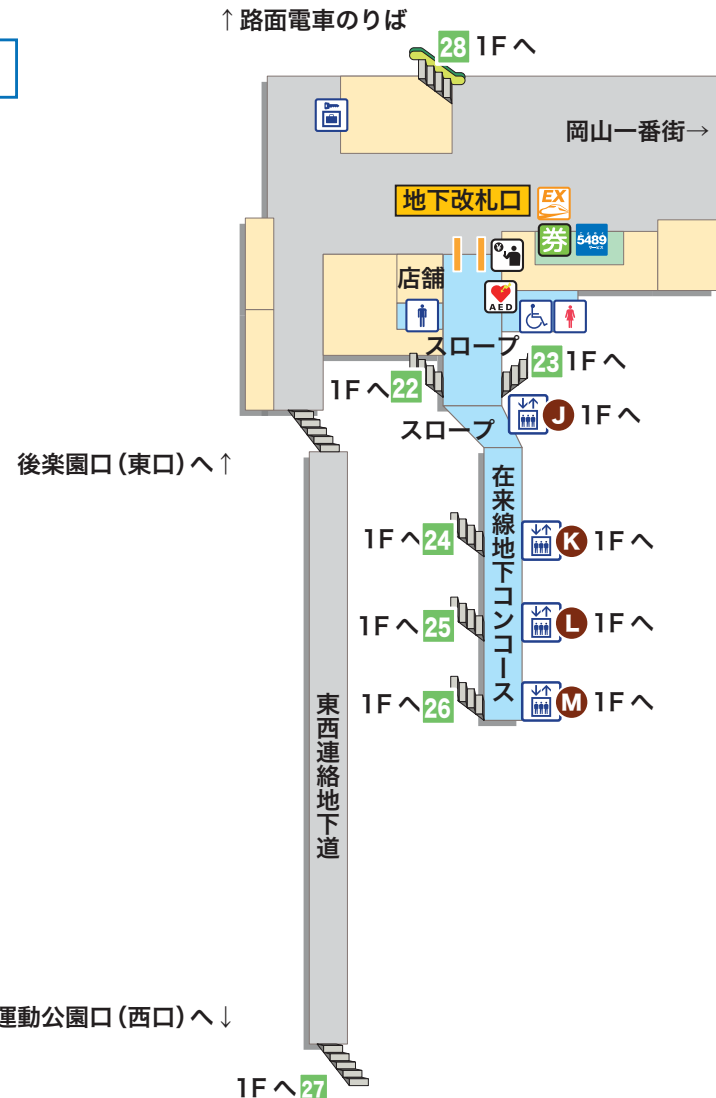 ↑路面電車のりば
28 1Fへ
岡山一番街→
地下改札口
EX
券
5489
サービス
店舗
AED
スロープ
23 1Fへ
1Fへ22
J 1Fへ
スロープ
後楽園口(東口)へ↑
在来線地下コンコース
1Fへ24
K 1Fへ
1Fへ25
L 1Fへ
1Fへ26
M 1Fへ
東西連絡地下道
運動公園口(西口)へ↓
1Fへ27